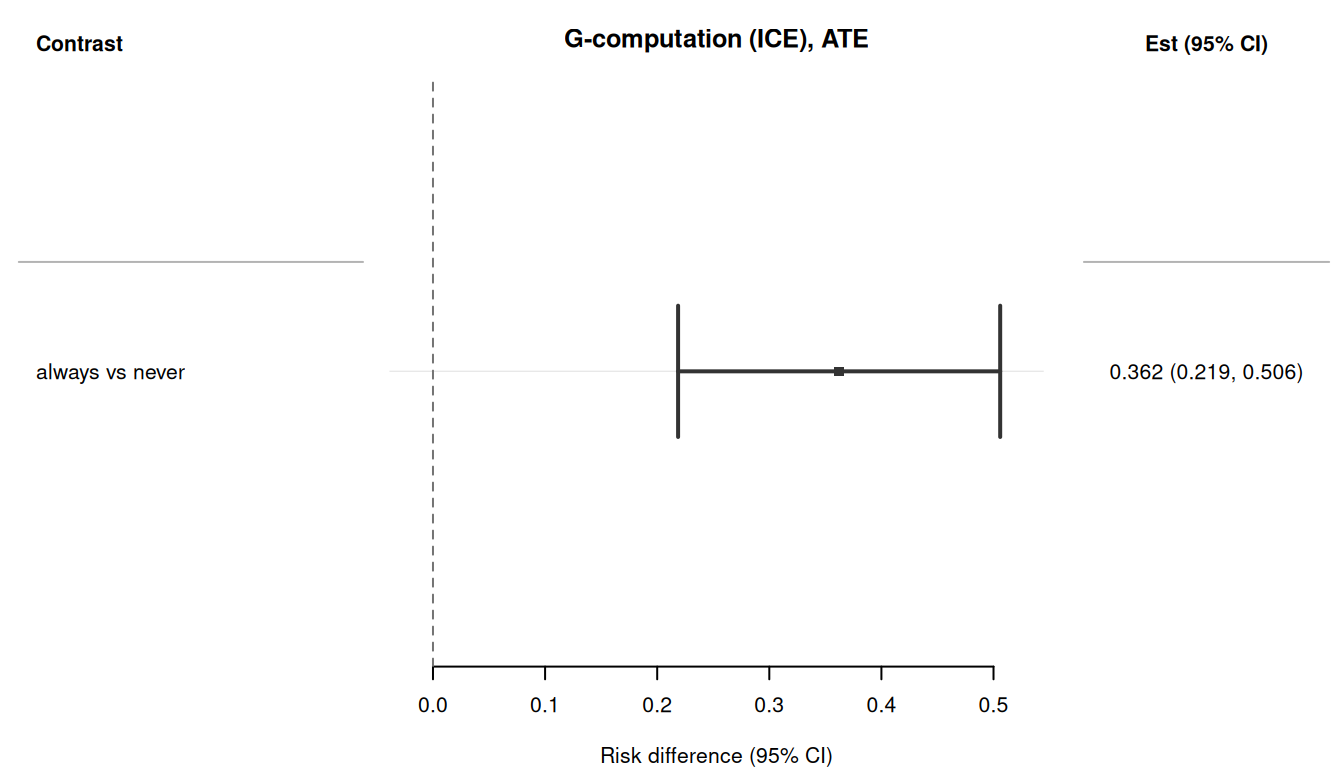 Contrast
G-computation (ICE), ATE
Est (95% CI)
always vs never
0.362 (0.219, 0.506)
0.0 0.1 0.2 0.3 0.4 0.5
Risk difference (95% CI)